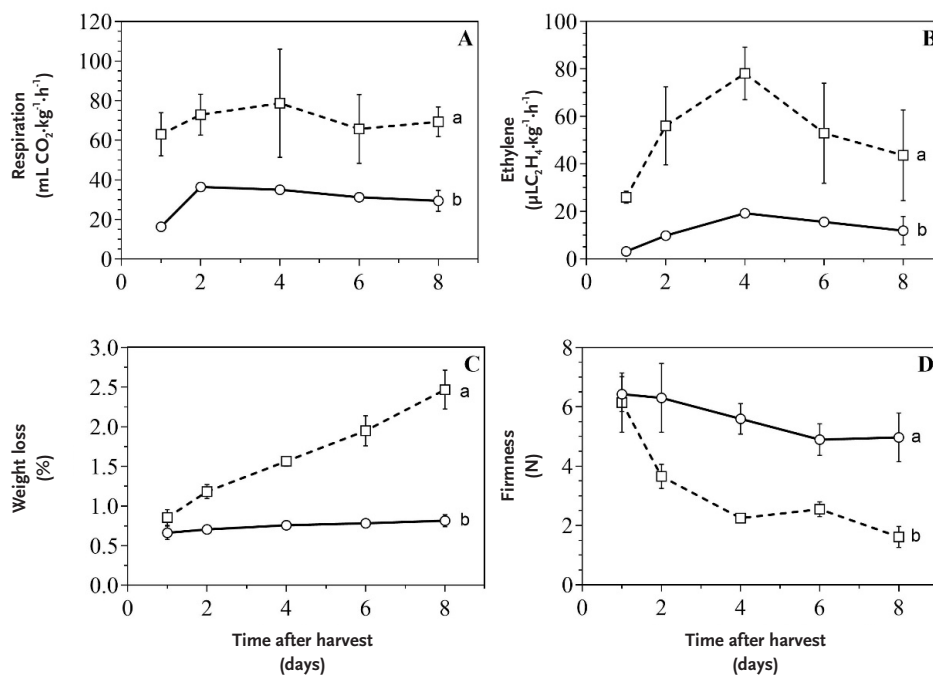 A
Respiration
(mL CO₂·kg⁻¹·h⁻¹)
120
100
80
60
40
20
0
a
b
0 2 4 6 8
B
Ethylene
(µLC₂H₄·kg⁻¹·h⁻¹)
100
80
60
40
20
0
a
b
0 2 4 6 8
C
Weight loss
(%)
3.0
2.5
2.0
1.5
1.0
0.5
0.0
a
b
0 2 4 6 8
Time after harvest
(days)
D
Firmness
(N)
8
6
4
2
0
a
b
0 2 4 6 8
Time after harvest
(days)